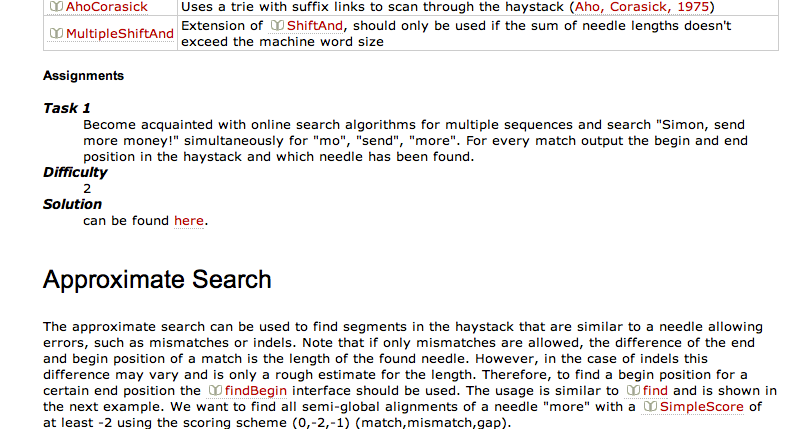 AhoCorasick Uses a trie with suffix links to scan through the haystack (Aho, Corasick, 1975)
MultipleShiftAnd Extension of ShiftAnd, should only be used if the sum of needle lengths doesn't
exceed the machine word size
Assignments
Task 1
Become acquainted with online search algorithms for multiple sequences and search "Simon, send
more money!" simultaneously for "mo", "send", "more". For every match output the begin and end
position in the haystack and which needle has been found.
Difficulty
2
Solution
can be found here.
Approximate Search
The approximate search can be used to find segments in the haystack that are similar to a needle allowing
errors, such as mismatches or indels. Note that if only mismatches are allowed, the difference of the end
and begin position of a match is the length of the found needle. However, in the case of indels this
difference may vary and is only a rough estimate for the length. Therefore, to find a begin position for a
certain end position the findBegin interface should be used. The usage is similar to find and is shown in
the next example. We want to find all semi-global alignments of a needle "more" with a SimpleScore of
at least -2 using the scoring scheme (0,-2,-1) (match,mismatch,gap).